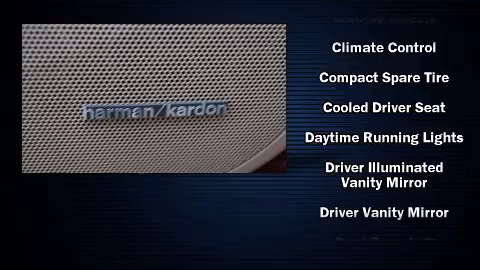 harman/kardon
Climate Control
Compact Spare Tire
Cooled Driver Seat
Daytime Running Lights
Driver Illuminated
Vanity Mirror
Driver Vanity Mirror